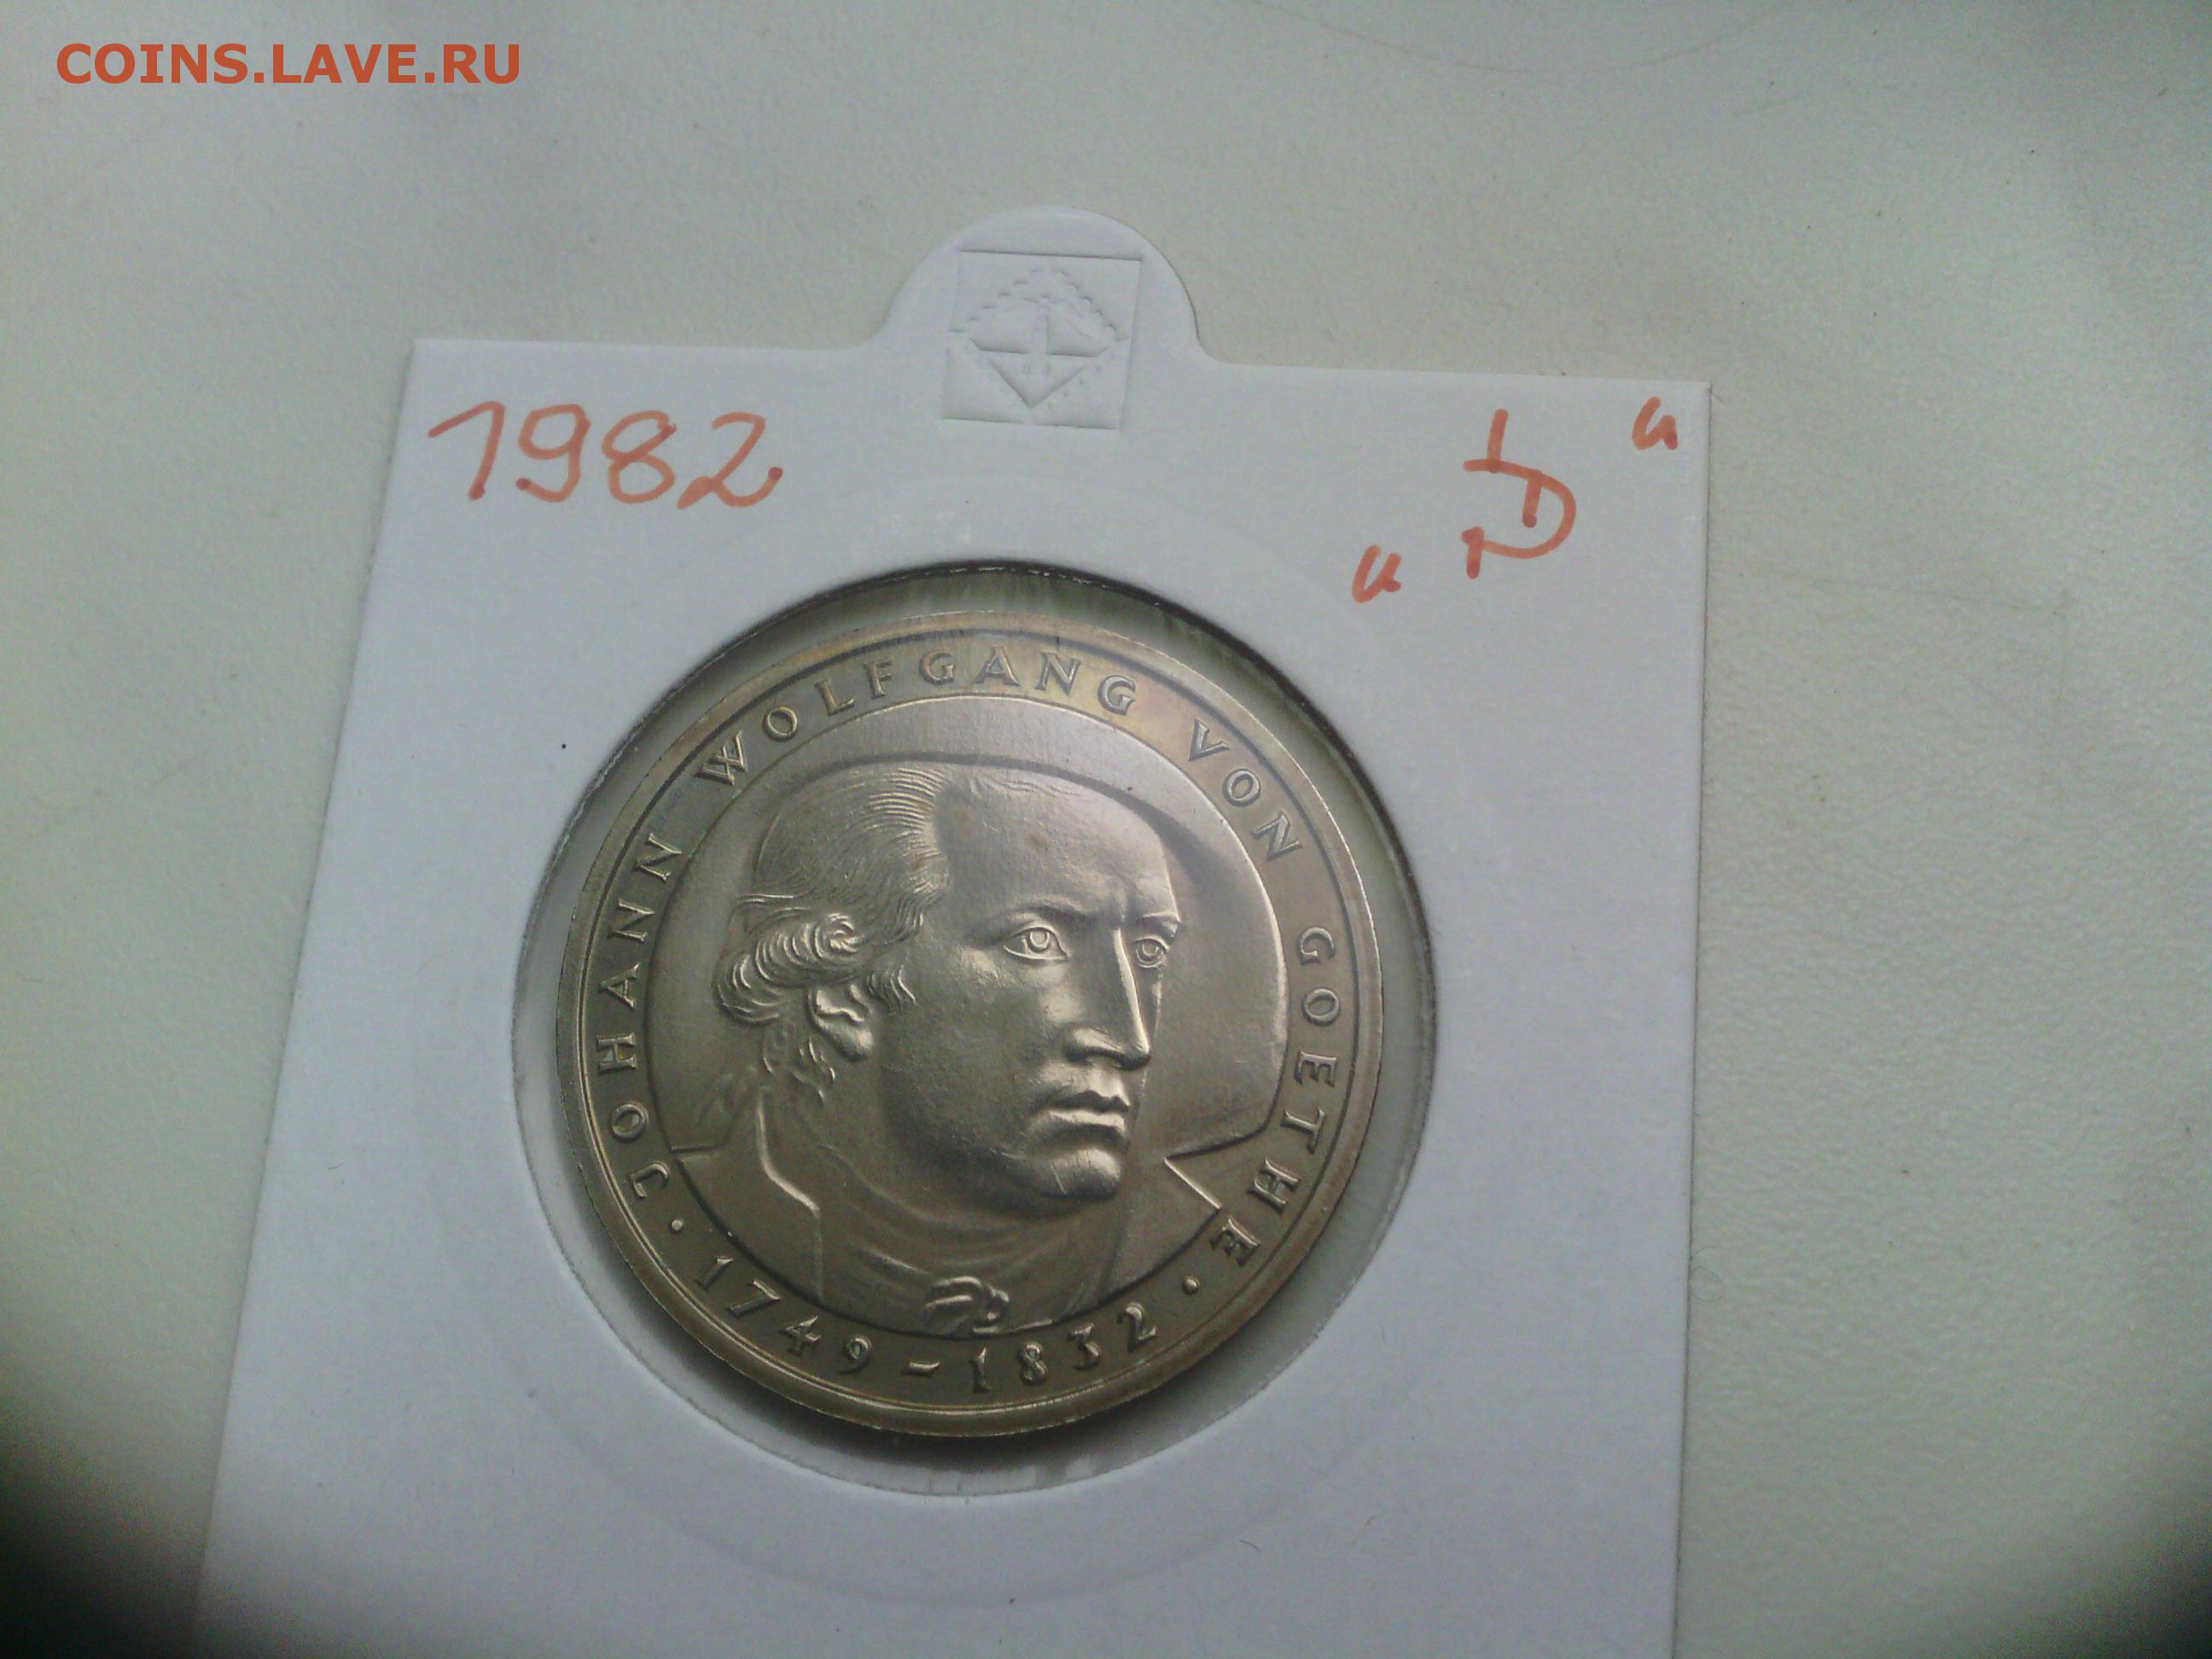 COINS.LAVE.RU
1982
"D"
JOHANN WOLFGANG VON GOETHE
· 1749 – 1832 ·